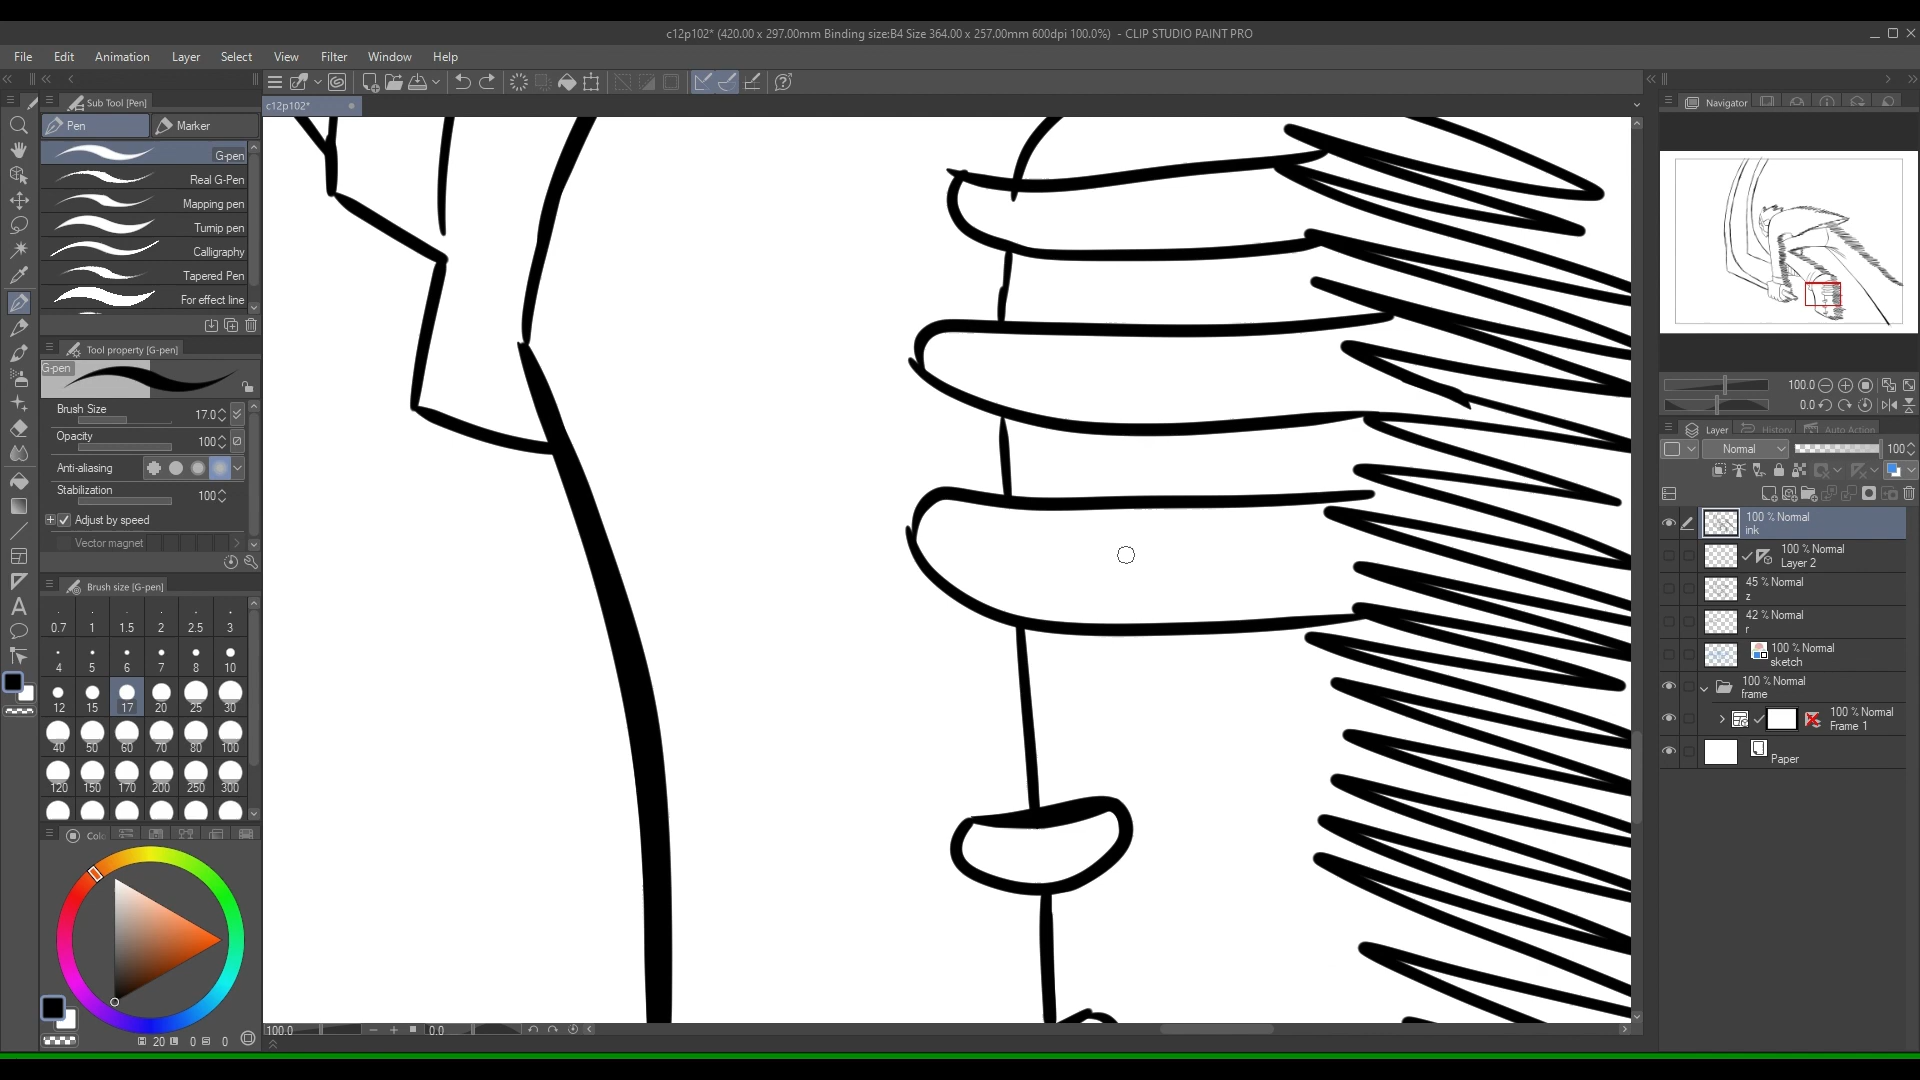 c12p102* (420.00 x 297.00mm Binding size:B4 Size 364.00 x 257.00mm 600dpi 100.0%)  - CLIP STUDIO PAINT PRO
File Edit Animation Layer Select View Filter Window Help
Sub Tool [Pen]
c12p102*
Navigator
Pen Marker
G-pen
Real G-Pen
Mapping pen
Turnip pen
Calligraphy
Tapered Pen
For effect line
Tool property [G-pen]
G-pen
Brush Size 17.0
Opacity 100
Anti-aliasing
Stabilization 100
Adjust by speed
Vector magnet
Brush size [G-pen]
0.7 1 1.5 2 2.5 3
4 5 6 7 8 10
12 15 17 20 25 30
40 50 60 70 80 100
120 150 170 200 250 300
Colo
H 20 L 0 S 0
100.0 0.0
100.0
0.0
Layer History Auto Action
Normal 100
100 % Normal
ink
100 % Normal
Layer 2
45 % Normal
z
42 % Normal
r
100 % Normal
sketch
100 % Normal
frame
100 % Normal
Frame 1
Paper